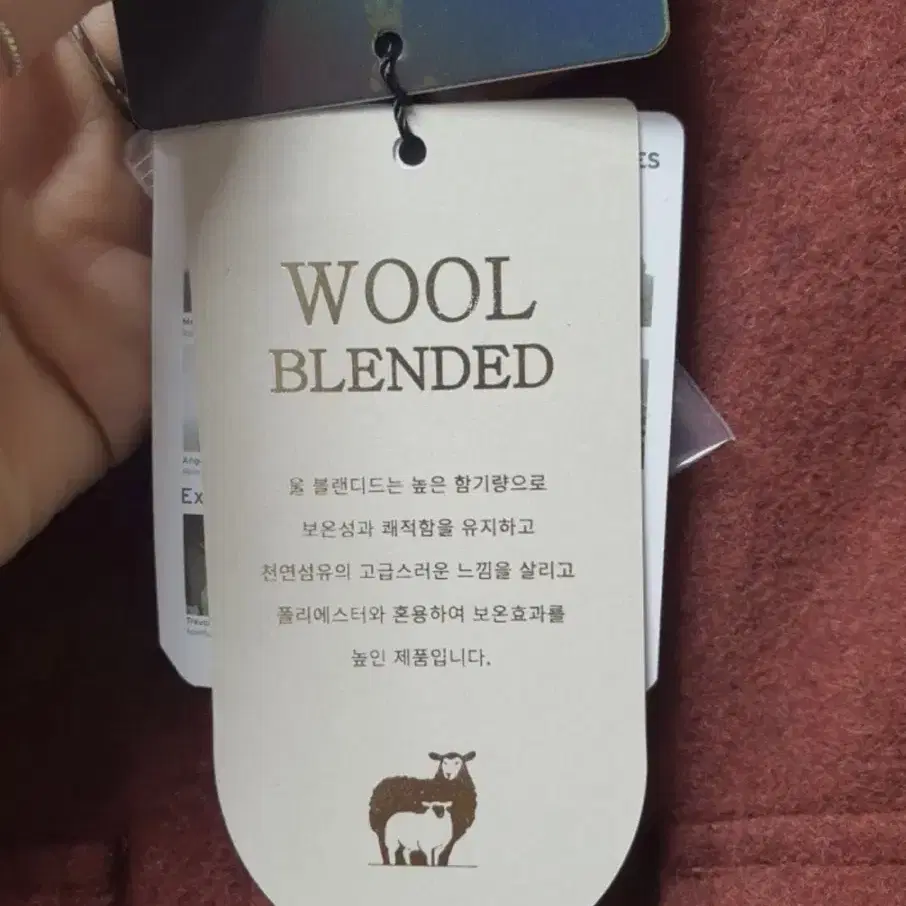 ES
WOOL
BLENDED
울 블랜디드는 높은 함기량으로
보온성과 쾌적함을 유지하고
천연섬유의 고급스러운 느낌을 살리고
폴리에스터와 혼용하여 보온효과를
높인 제품입니다.
Ex